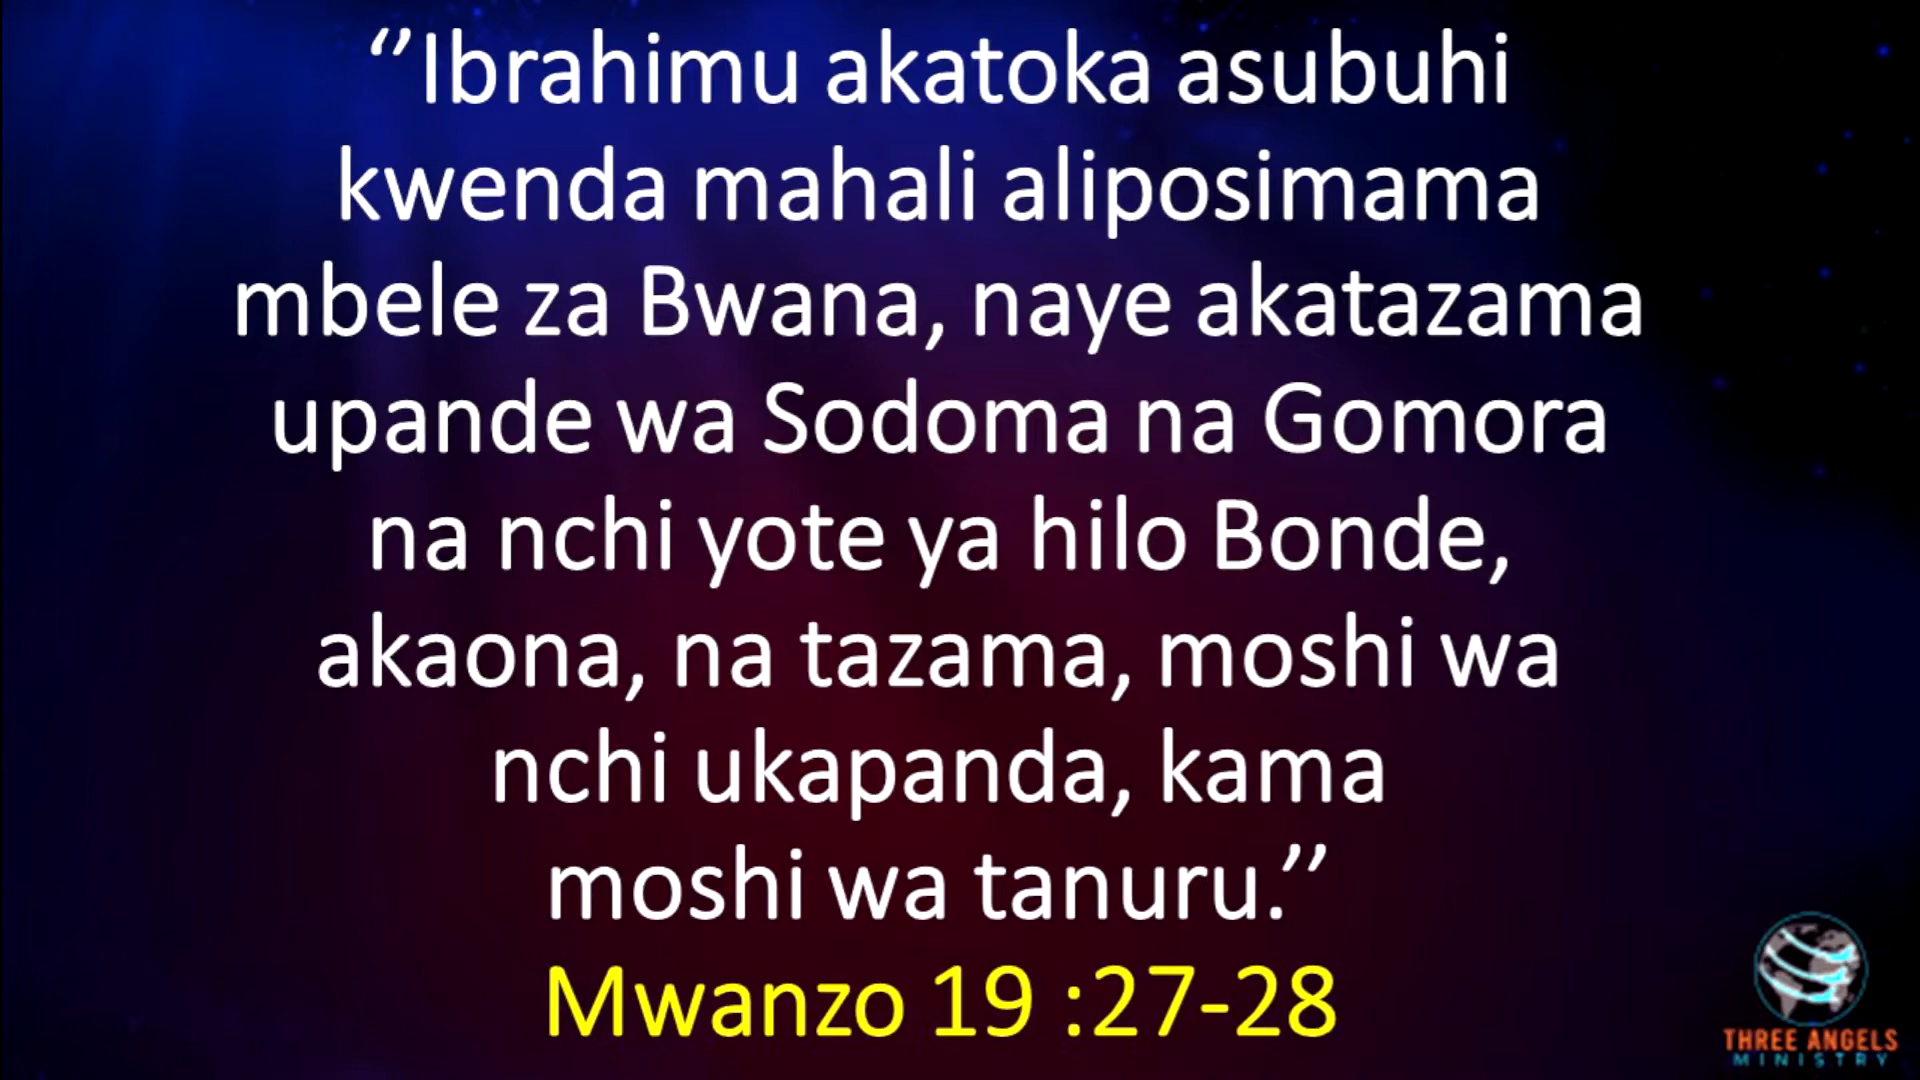 ‘’Ibrahimu akatoka asubuhi
kwenda mahali aliposimama
mbele za Bwana, naye akatazama
upande wa Sodoma na Gomora
na nchi yote ya hilo Bonde,
akaona, na tazama, moshi wa
nchi ukapanda, kama
moshi wa tanuru.’’
Mwanzo 19 :27-28
THREE ANGELS
MINISTRY